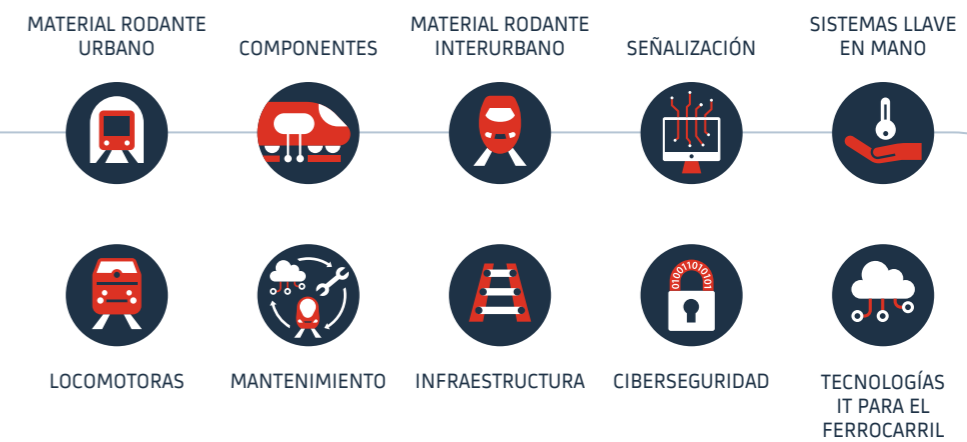 MATERIAL RODANTE
URBANO
COMPONENTES
MATERIAL RODANTE
INTERURBANO
SEÑALIZACIÓN
SISTEMAS LLAVE
EN MANO
010011010101
LOCOMOTORAS
MANTENIMIENTO
INFRAESTRUCTURA
CIBERSEGURIDAD
TECNOLOGÍAS
IT PARA EL
FERROCARRIL